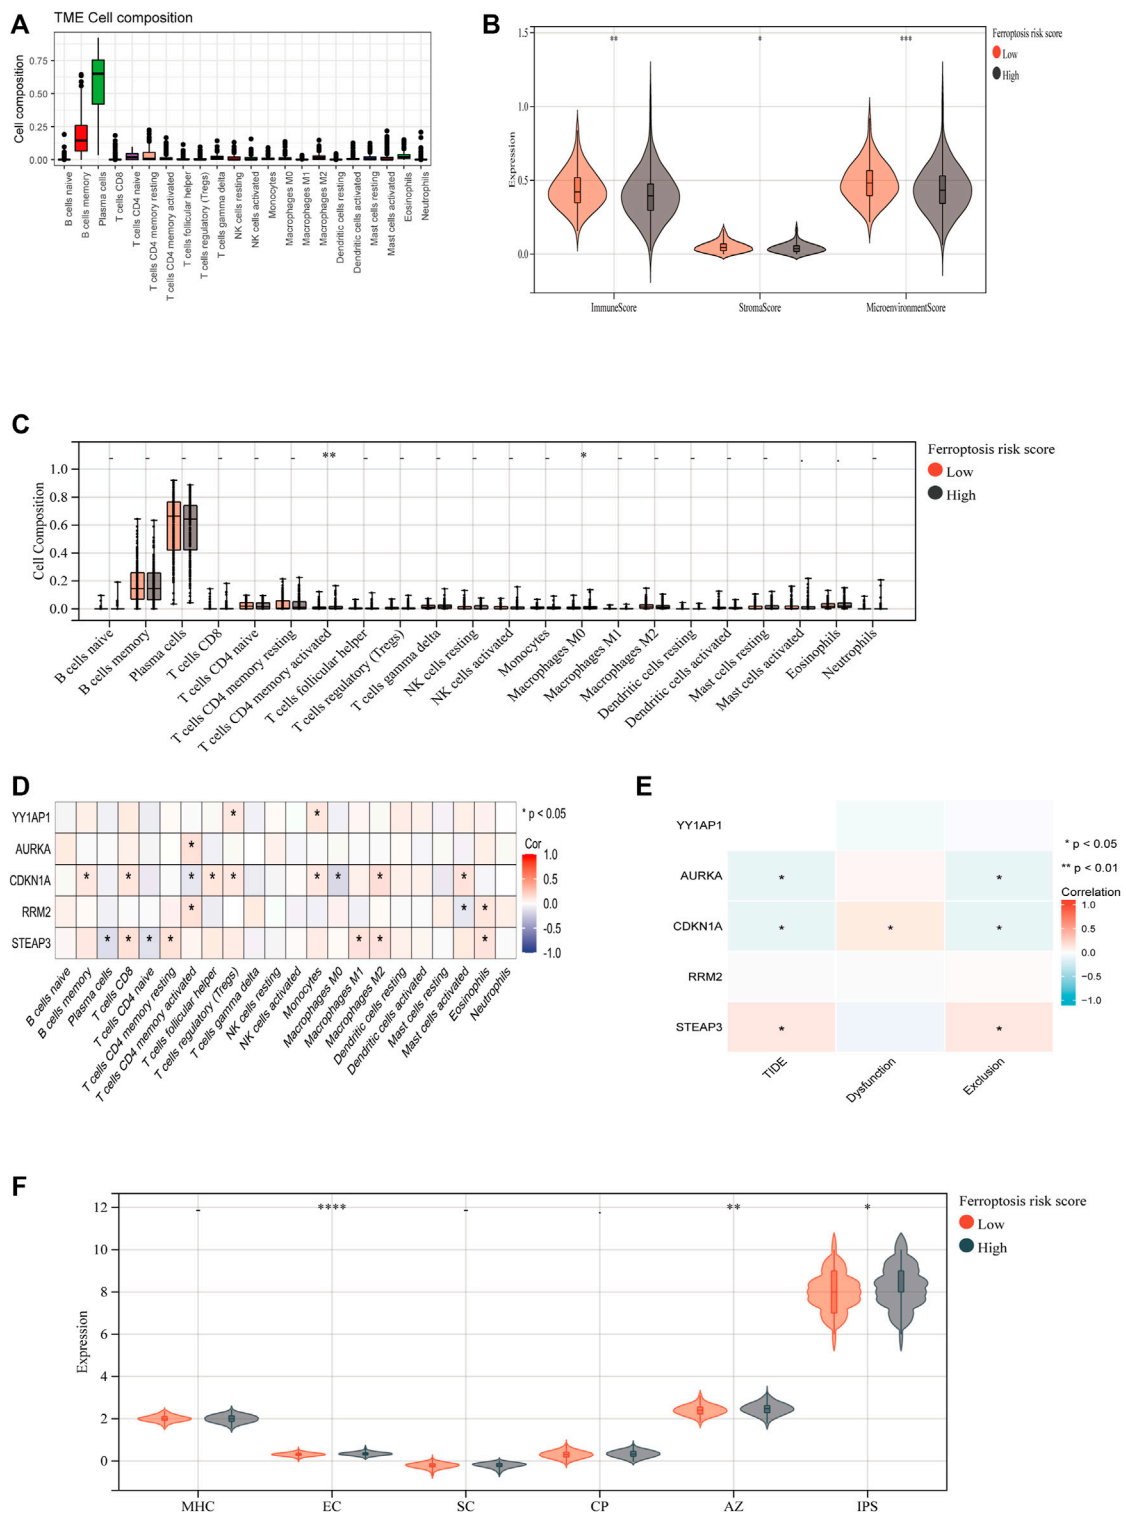 A
TME Cell composition
Cell composition
0.75
0.50
0.25
0.00
B cells naive
B cells memory
Plasma cells
T cells CD8
T cells CD4 naive
T cells CD4 memory resting
T cells CD4 memory activated
T cells follicular helper
T cells regulatory (Tregs)
T cells gamma delta
NK cells resting
NK cells activated
Monocytes
Macrophages M0
Macrophages M1
Macrophages M2
Dendritic cells resting
Dendritic cells activated
Mast cells resting
Mast cells activated
Eosinophils
Neutrophils
B
Expression
1.5
1.0
0.5
0.0
** * ***
ImmuneScore
StromaScore
MicroenvironmentScore
Ferroptosis risk score
Low
High
C
Cell Composition
1.0
0.8
0.6
0.4
0.2
0.0
- - - - - - ** - - - - - - * - - - - - . . -
B cells naive
B cells memory
Plasma cells
T cells CD8
T cells CD4 naive
T cells CD4 memory resting
T cells CD4 memory activated
T cells follicular helper
T cells regulatory (Tregs)
T cells gamma delta
NK cells resting
NK cells activated
Monocytes
Macrophages M0
Macrophages M1
Macrophages M2
Dendritic cells resting
Dendritic cells activated
Mast cells resting
Mast cells activated
Eosinophils
Neutrophils
Ferroptosis risk score
Low
High
D
YY1AP1 * *
AURKA *
CDKN1A * * * * * * * * *
RRM2 * * *
STEAP3 * * * * * * *
B cells naive
B cells memory
Plasma cells
T cells CD8
T cells CD4 naive
T cells CD4 memory resting
T cells CD4 memory activated
T cells follicular helper
T cells regulatory (Tregs)
T cells gamma delta
NK cells resting
NK cells activated
Monocytes
Macrophages M0
Macrophages M1
Macrophages M2
Dendritic cells resting
Dendritic cells activated
Mast cells resting
Mast cells activated
Eosinophils
Neutrophils
* p < 0.05
Cor
1.0
0.5
0.0
-0.5
-1.0
E
YY1AP1
AURKA * *
CDKN1A * * *
RRM2
STEAP3 * *
TIDE
Dysfunction
Exclusion
* p < 0.05
** p < 0.01
Correlation
1.0
0.5
0.0
-0.5
-1.0
F
Expression
12
10
8
6
4
2
0
- **** - . ** *
MHC
EC
SC
CP
AZ
IPS
Ferroptosis risk score
Low
High